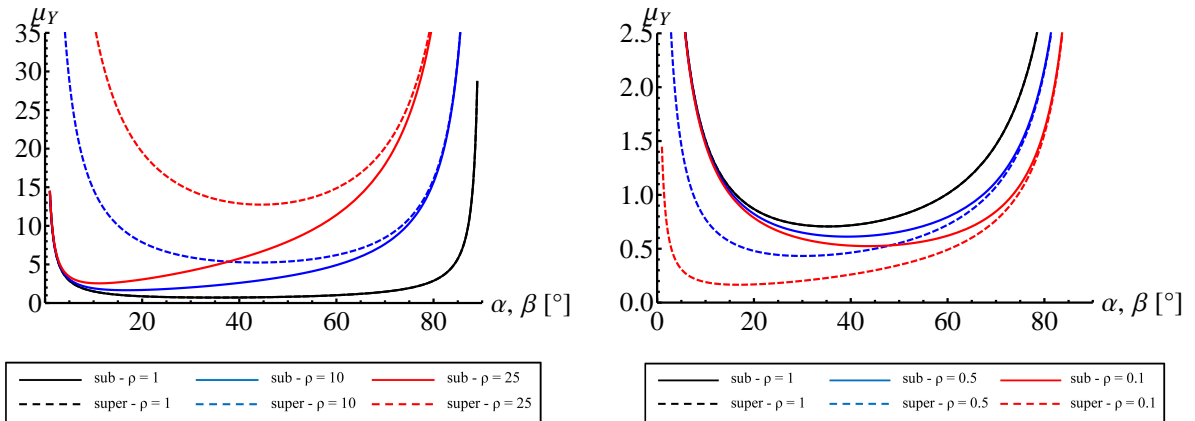 μY
35
30
25
20
15
10
5
0
20 40 60 80
α, β [°]
sub - ρ = 1 sub - ρ = 10 sub - ρ = 25
super - ρ = 1 super - ρ = 10 super - ρ = 25
μY
2.5
2.0
1.5
1.0
0.5
0.0
0 20 40 60 80
α, β [°]
sub - ρ = 1 sub - ρ = 0.5 sub - ρ = 0.1
super - ρ = 1 super - ρ = 0.5 super - ρ = 0.1